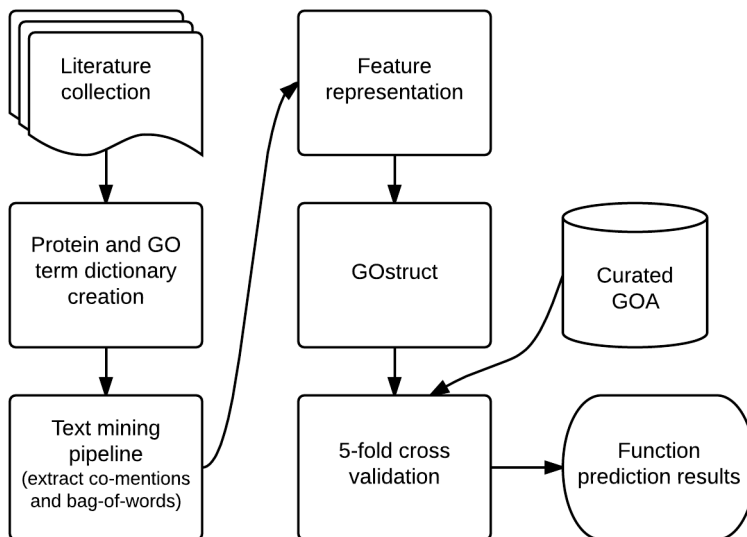 Literature
collection
Protein and GO
term dictionary
creation
Text mining
pipeline
(extract co-mentions
and bag-of-words)
Feature
representation
GOstruct
5-fold cross
validation
Curated
GOA
Function
prediction results